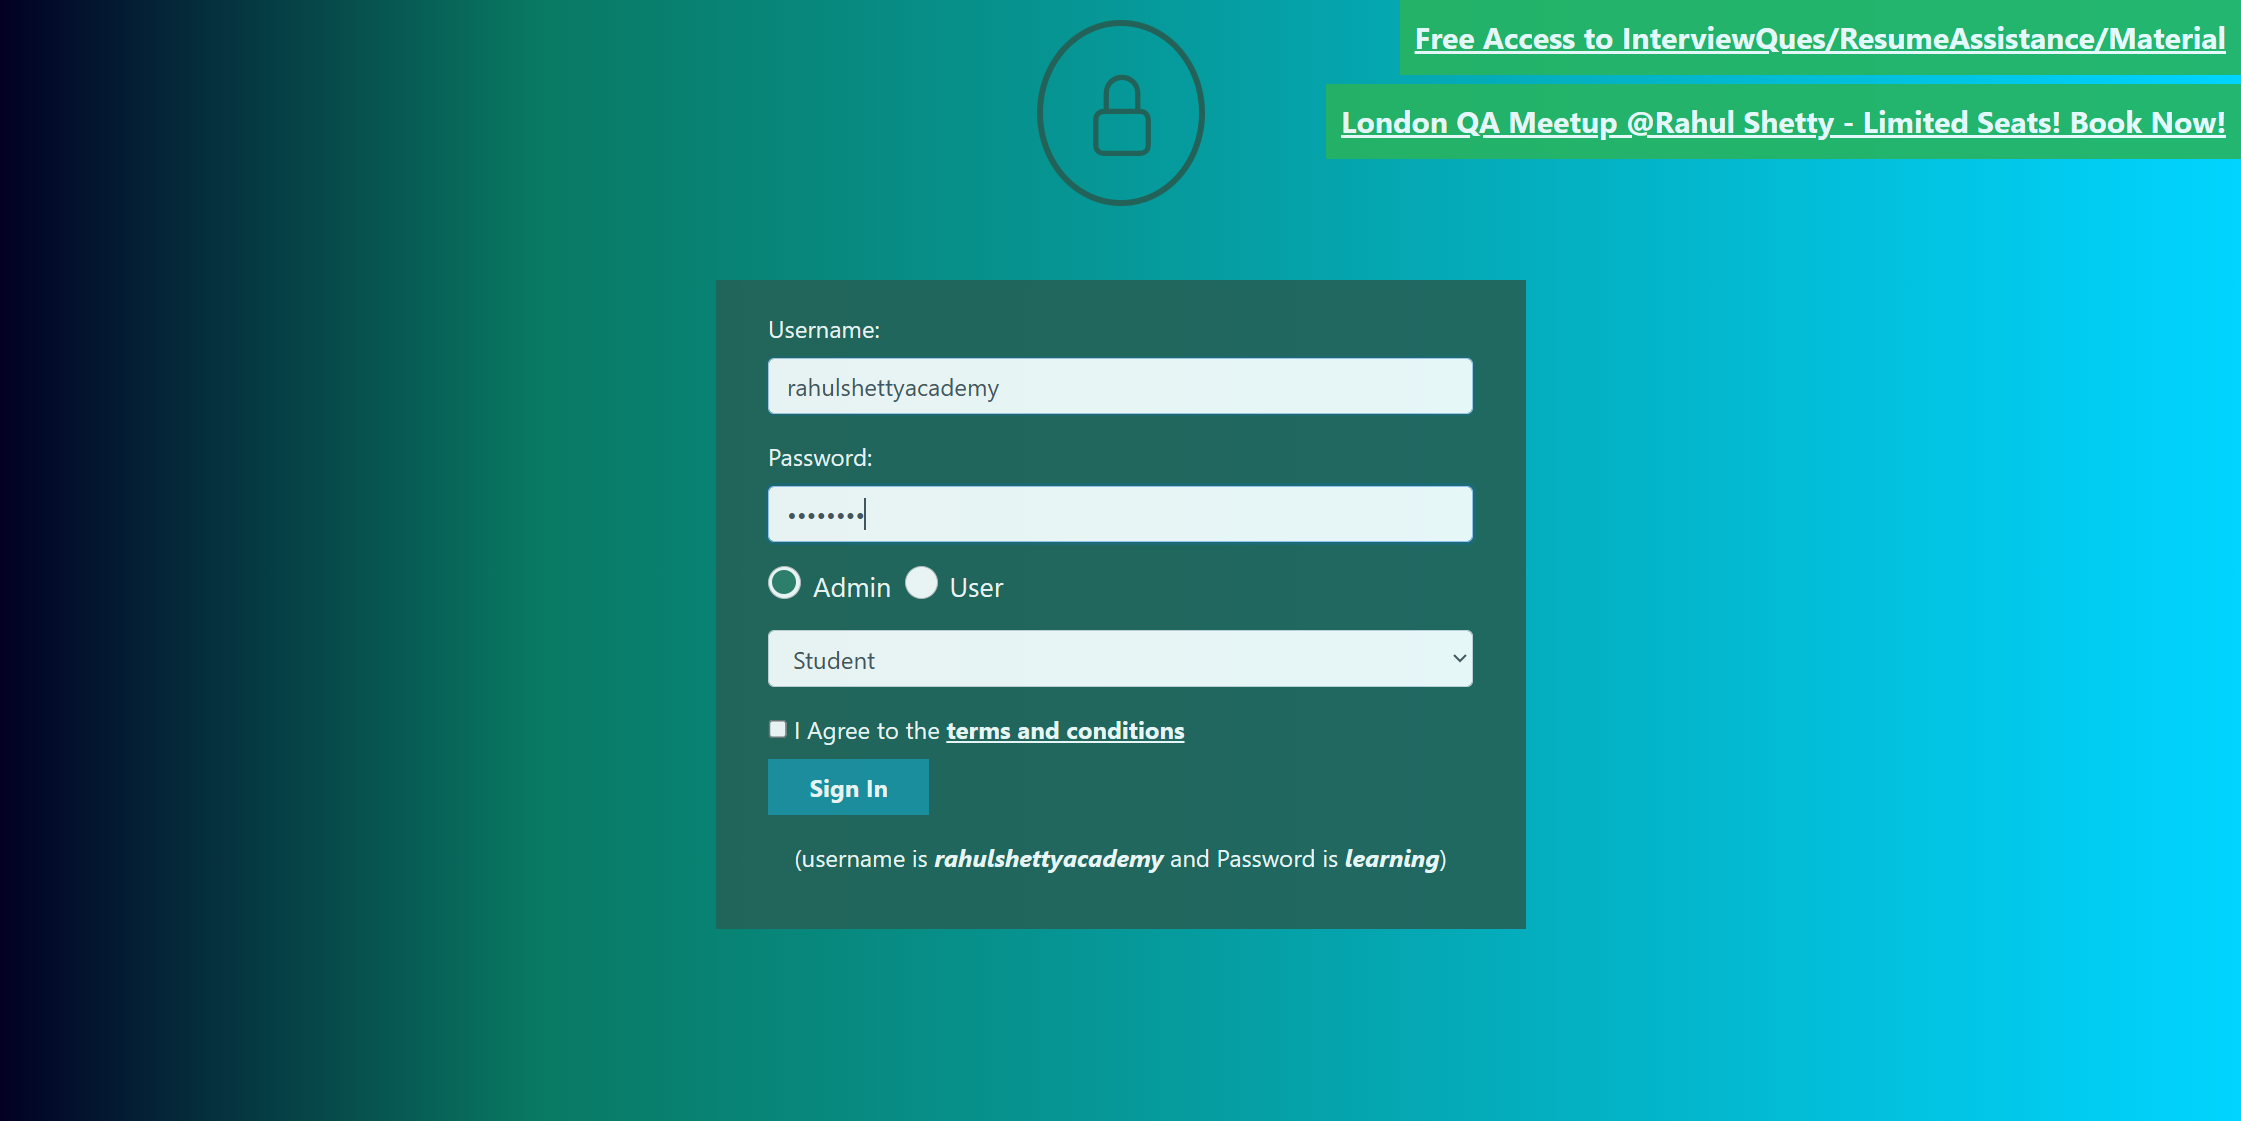 Free Access to InterviewQues/ResumeAssistance/Material
London QA Meetup @Rahul Shetty - Limited Seats! Book Now!
Username:
rahulshettyacademy
Password:
••••••••
Admin User
Student
I Agree to the terms and conditions
Sign In
(username is rahulshettyacademy and Password is learning)